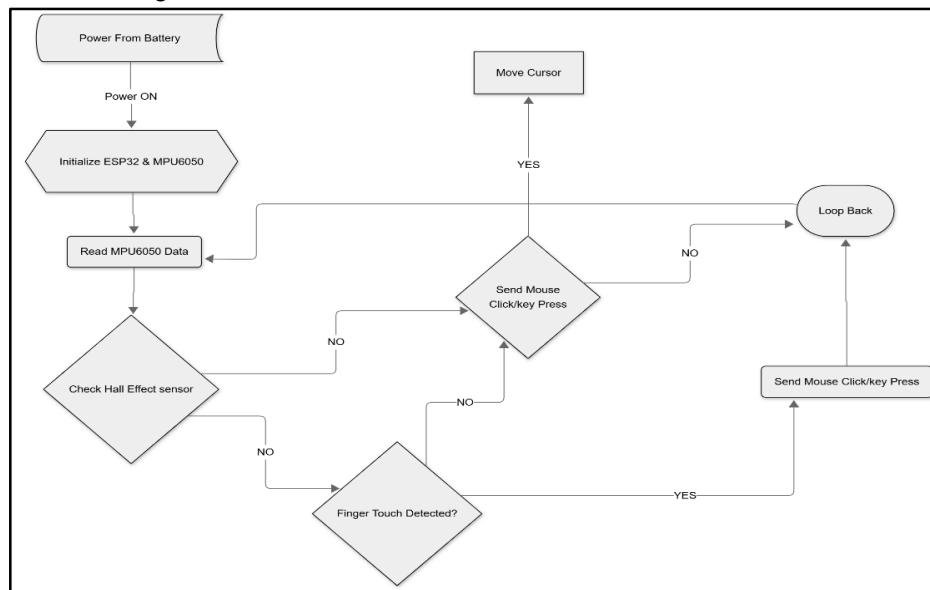 Power From Battery
Power ON
Initialize ESP32 & MPU6050
Read MPU6050 Data
Check Hall Effect sensor
NO
NO
Finger Touch Detected?
NO
YES
Send Mouse
Click/key Press
YES
Move Cursor
NO
Send Mouse Click/key Press
Loop Back